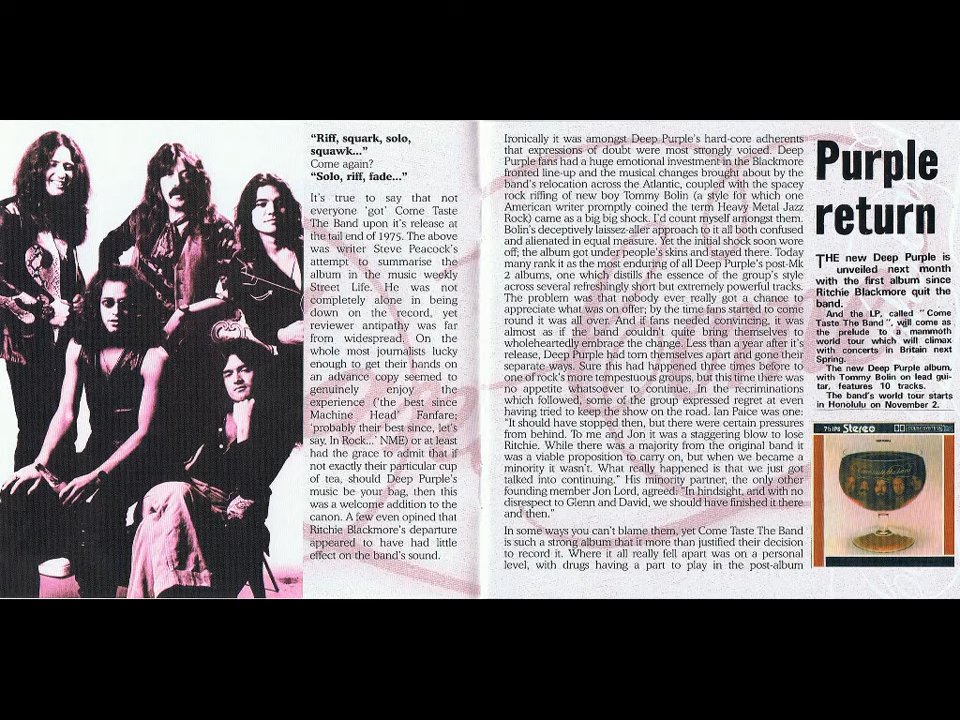 “Riff, squark, solo,
squawk...”
Come again?
“Solo, riff, fade...”
It's true to say that not
everyone ‘got’ Come Taste
The Band upon it's release at
the tail end of 1975. The above
was writer Steve Peacock's
attempt to summarise the
album in the music weekly
Street Life. He was not
completely alone in being
down on the record, yet
reviewer antipathy was far
from widespread. On the
whole most journalists lucky
enough to get their hands on
an advance copy seemed to
genuinely enjoy the
experience (‘the best since
Machine Head’ Fanfare;
‘probably their best since, let's
say, In Rock...’ NME) or at least
had the grace to admit that if
not exactly their particular cup
of tea, should Deep Purple's
music be your bag, then this
was a welcome addition to the
canon. A few even opined that
Ritchie Blackmore's departure
appeared to have had little
effect on the band's sound.
Ironically it was amongst Deep Purple's hard-core adherents
that expressions of doubt were most strongly voiced. Deep
Purple fans had a huge emotional investment in the Blackmore
fronted line-up and the musical changes brought about by the
band's relocation across the Atlantic, coupled with the spacey
rock riffing of new boy Tommy Bolin (a style for which one
American writer promptly coined the term Heavy Metal Jazz
Rock) came as a big big shock. I'd count myself amongst them.
Bolin's deceptively laissez-aller approach to it all both confused
and alienated in equal measure. Yet the initial shock soon wore
off; the album got under people's skins and stayed there. Today
many rank it as the most enduring of all Deep Purple's post-Mk
2 albums, one which distills the essence of the group's style
across several refreshingly short but extremely powerful tracks.
The problem was that nobody ever really got a chance to
appreciate what was on offer; by the time fans started to come
round it was all over. And if fans needed convincing, it was
almost as if the band couldn't quite bring themselves to
wholeheartedly embrace the change. Less than a year after it's
release, Deep Purple had torn themselves apart and gone their
separate ways. Sure this had happened three times before to
one of rock's more tempestuous groups, but this time there was
no appetite whatsoever to continue. In the recriminations
which followed, some of the group expressed regret at even
having tried to keep the show on the road. Ian Paice was one:
“It should have stopped then, but there were certain pressures
from behind. To me and Jon it was a staggering blow to lose
Ritchie. While there was a majority from the original band it
was a viable proposition to carry on, but when we became a
minority it wasn't. What really happened is that we just got
talked into continuing.” His minority partner, the only other
founding member Jon Lord, agreed: “In hindsight, and with no
disrespect to Glenn and David, we should have finished it there
and then.”
In some ways you can't blame them, yet Come Taste The Band
is such a strong album that it more than justified their decision
to record it. Where it all really fell apart was on a personal
level, with drugs having a part to play in the post-album
Purple
return
THE new Deep Purple is
unveiled next month
with the first album since
Ritchie Blackmore quit the
band.
And the LP, called “Come
Taste The Band”, will come as
the prelude to a mammoth
world tour which will climax
with concerts in Britain next
Spring.
The new Deep Purple album,
with Tommy Bolin on lead gui-
tar, features 10 tracks.
The band's world tour starts
in Honolulu on November 2.
7½ IPS Stereo